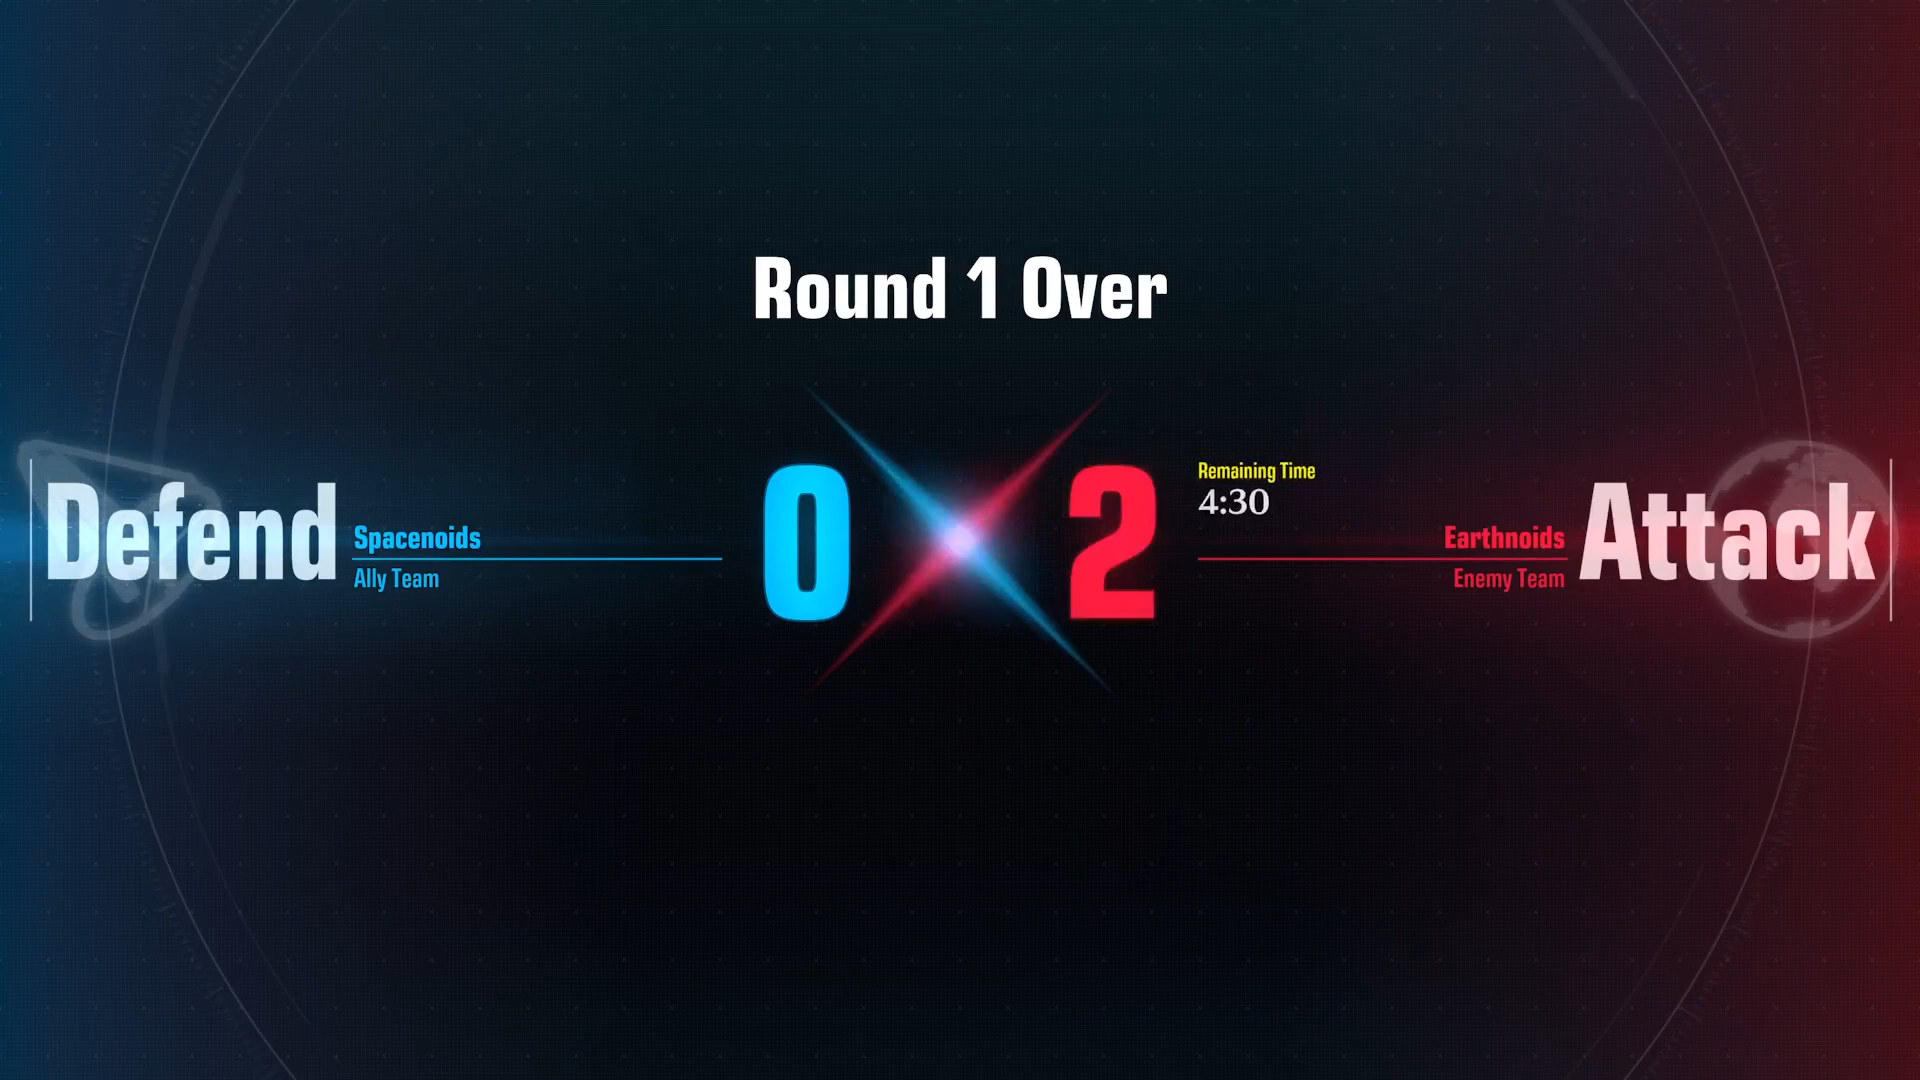 Round 1 Over
Defend
Spacenoids
Ally Team
0
2
Remaining Time
4:30
Earthnoids
Enemy Team
Attack